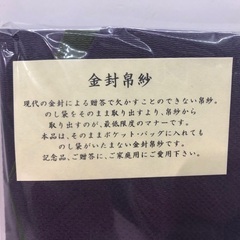 金封帛紗
現代の金封による贈答で欠かすことのできない帛紗。
のし袋をそのまま取り出すより、帛紗から
取り出すのが、最低限度のマナーです。
本品は、そのままポケット・バッグに入れても
のし袋がいたまない金封帛紗です。
記念品、ご贈答に、ご家庭用にご愛用下さい。